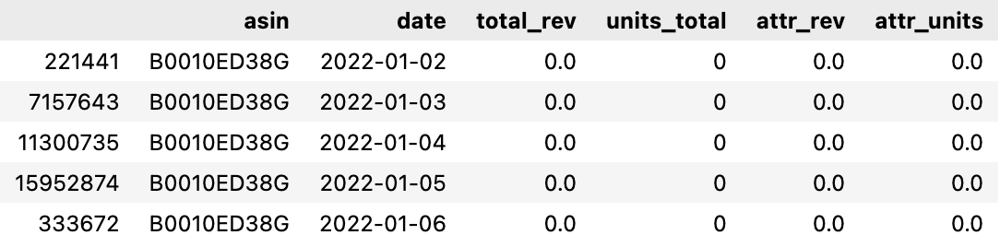 asin date total_rev units_total attr_rev attr_units
221441 B0010ED38G 2022-01-02 0.0 0 0.0 0.0
7157643 B0010ED38G 2022-01-03 0.0 0 0.0 0.0
11300735 B0010ED38G 2022-01-04 0.0 0 0.0 0.0
15952874 B0010ED38G 2022-01-05 0.0 0 0.0 0.0
333672 B0010ED38G 2022-01-06 0.0 0 0.0 0.0